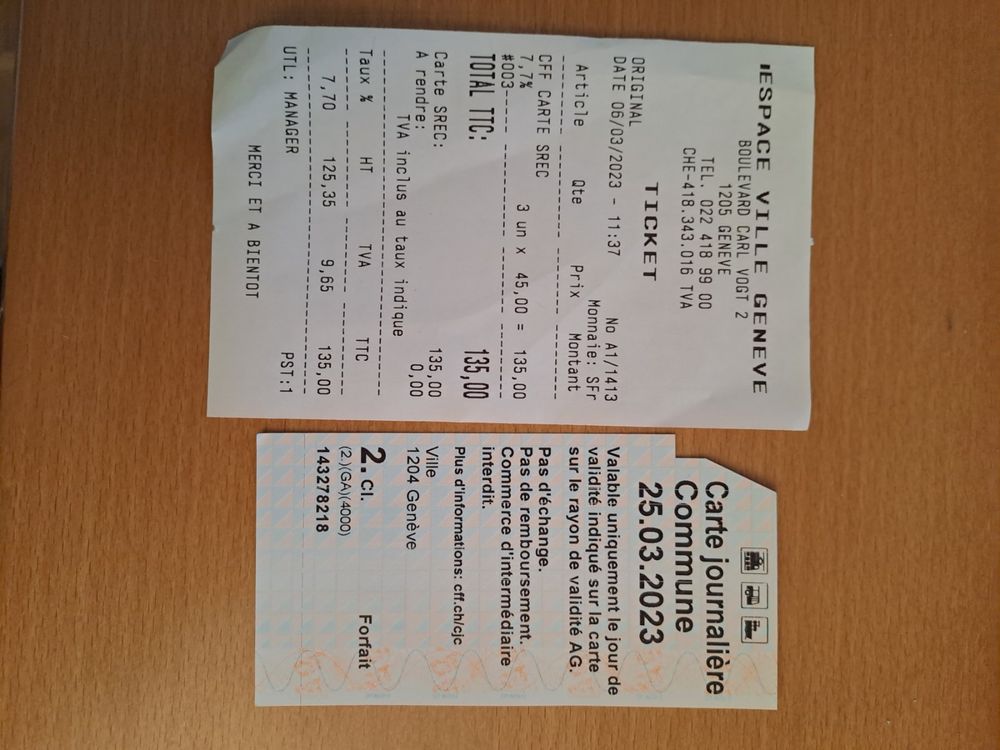 IESPACE VILLE GENEVE
BOULEVARD CARL VOGT 2
1205 GENEVE
TEL. 022 418 99 00
CHE-418.343.016 TVA
TICKET
ORIGINAL No A1/1413
DATE 06/03/2023 - 11:37 Monnaie: SFr
Article Qte Prix Montant
CFF CARTE SREC
7,7% 3 un x 45,00 = 135,00
#003
TOTAL TTC: 135,00
Carte SREC: 135,00
A rendre: 0,00
TVA inclus au taux indique
Taux % HT TVA TTC
7,70 125,35 9,65 135,00
UTL: MANAGER PST:1
MERCI ET A BIENTOT
Carte journalière
Commune
25.03.2023
Valable uniquement le jour de
validité indiqué sur la carte
sur le rayon de validité AG.
Pas d'échange.
Pas de remboursement.
Commerce d'intermédiaire
interdit.
Plus d'informations: cff.ch/cjc
Ville
1204 Genève
2. Cl. Forfait
(2.)(GA)(4000)
143278218